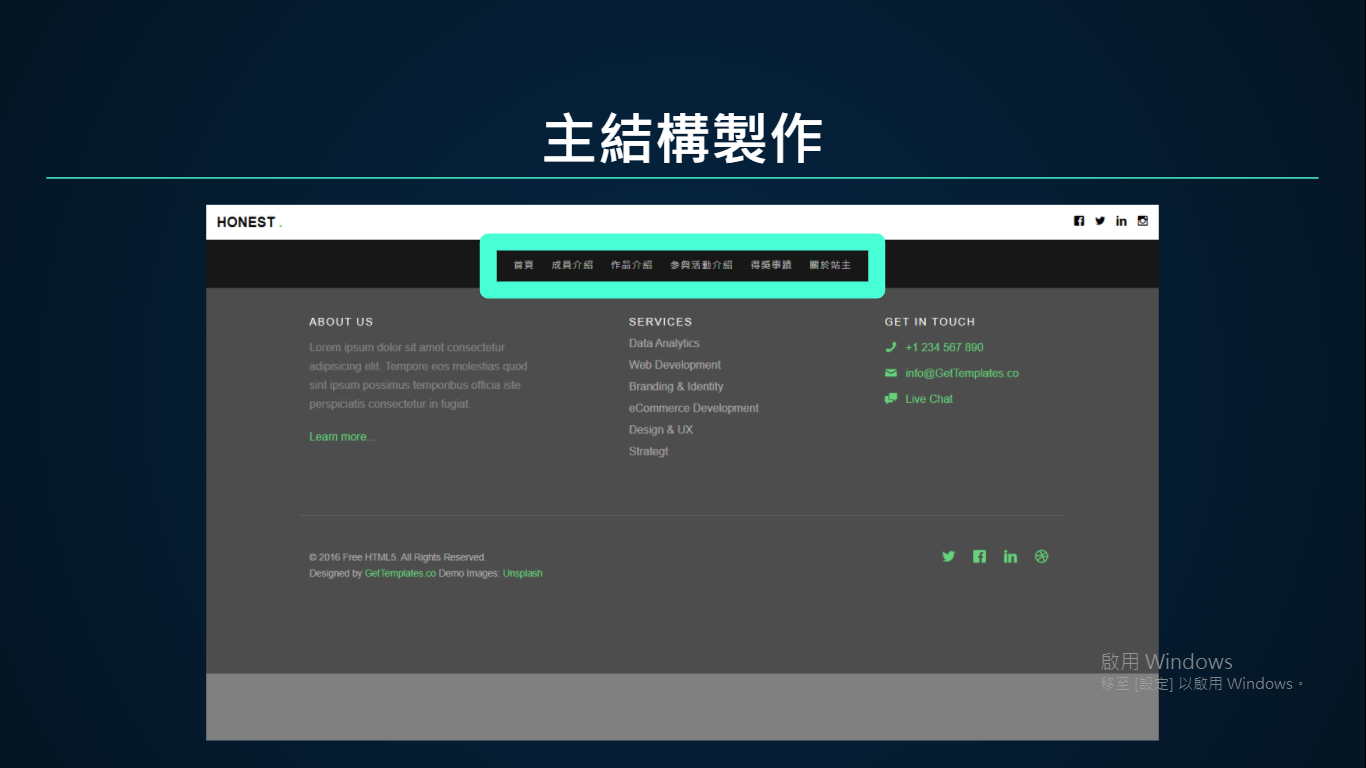 主結構製作
HONEST .
首頁 成員介紹 作品介紹 參與活動介紹 得獎事蹟 關於站主
ABOUT US
Lorem ipsum dolor sit amet consectetur
adipisicing elit. Tempore eos molestias quod
sint ipsum possimus temporibus officia iste
perspiciatis consectetur in fugiat.
Learn more...
SERVICES
Data Analytics
Web Development
Branding & Identity
eCommerce Development
Design & UX
Strategt
GET IN TOUCH
+1 234 567 890
info@GetTemplates.co
Live Chat
© 2016 Free HTML5. All Rights Reserved.
Designed by GetTemplates.co Demo Images: Unsplash
啟用 Windows
移至 [設定] 以啟用 Windows。